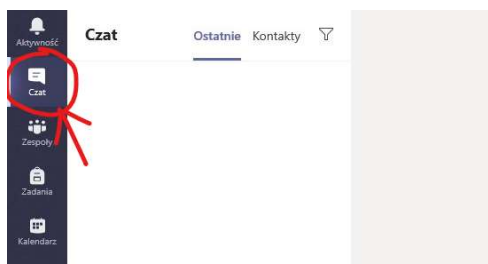 Aktywność
Czat
Zespoły
Zadania
Kalendarz
Czat
Ostatnie Kontakty